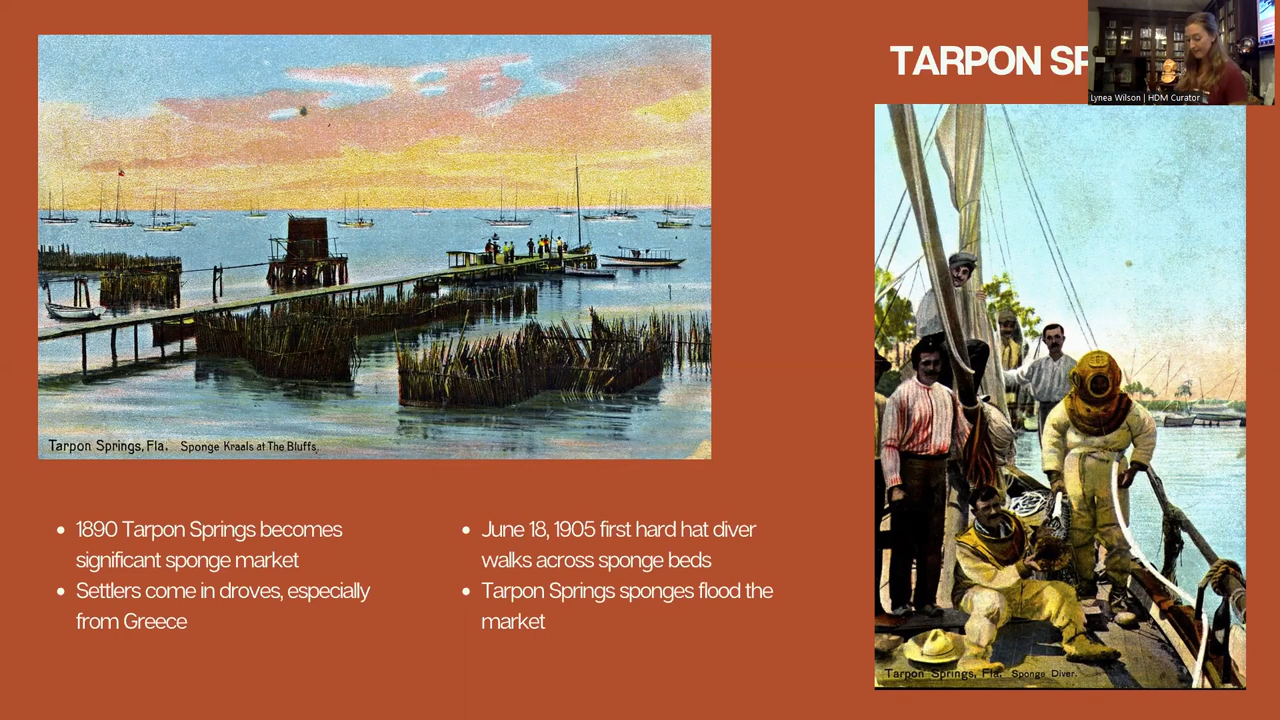 TARPON SP
Lynea Wilson | HDM Curator
Tarpon Springs, Fla. Sponge Kraals at The Bluffs.
• 1890 Tarpon Springs becomes
significant sponge market
• Settlers come in droves, especially
from Greece
• June 18, 1905 first hard hat diver
walks across sponge beds
• Tarpon Springs sponges flood the
market
Tarpon Springs, Fla. Sponge Diver.